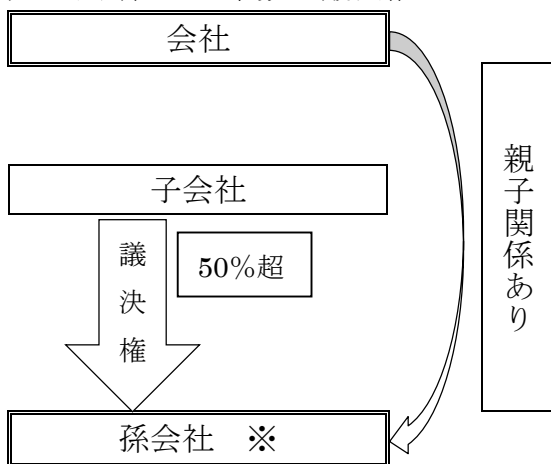 会社
子会社
議決権
50％超
孫会社　※
親子関係あり